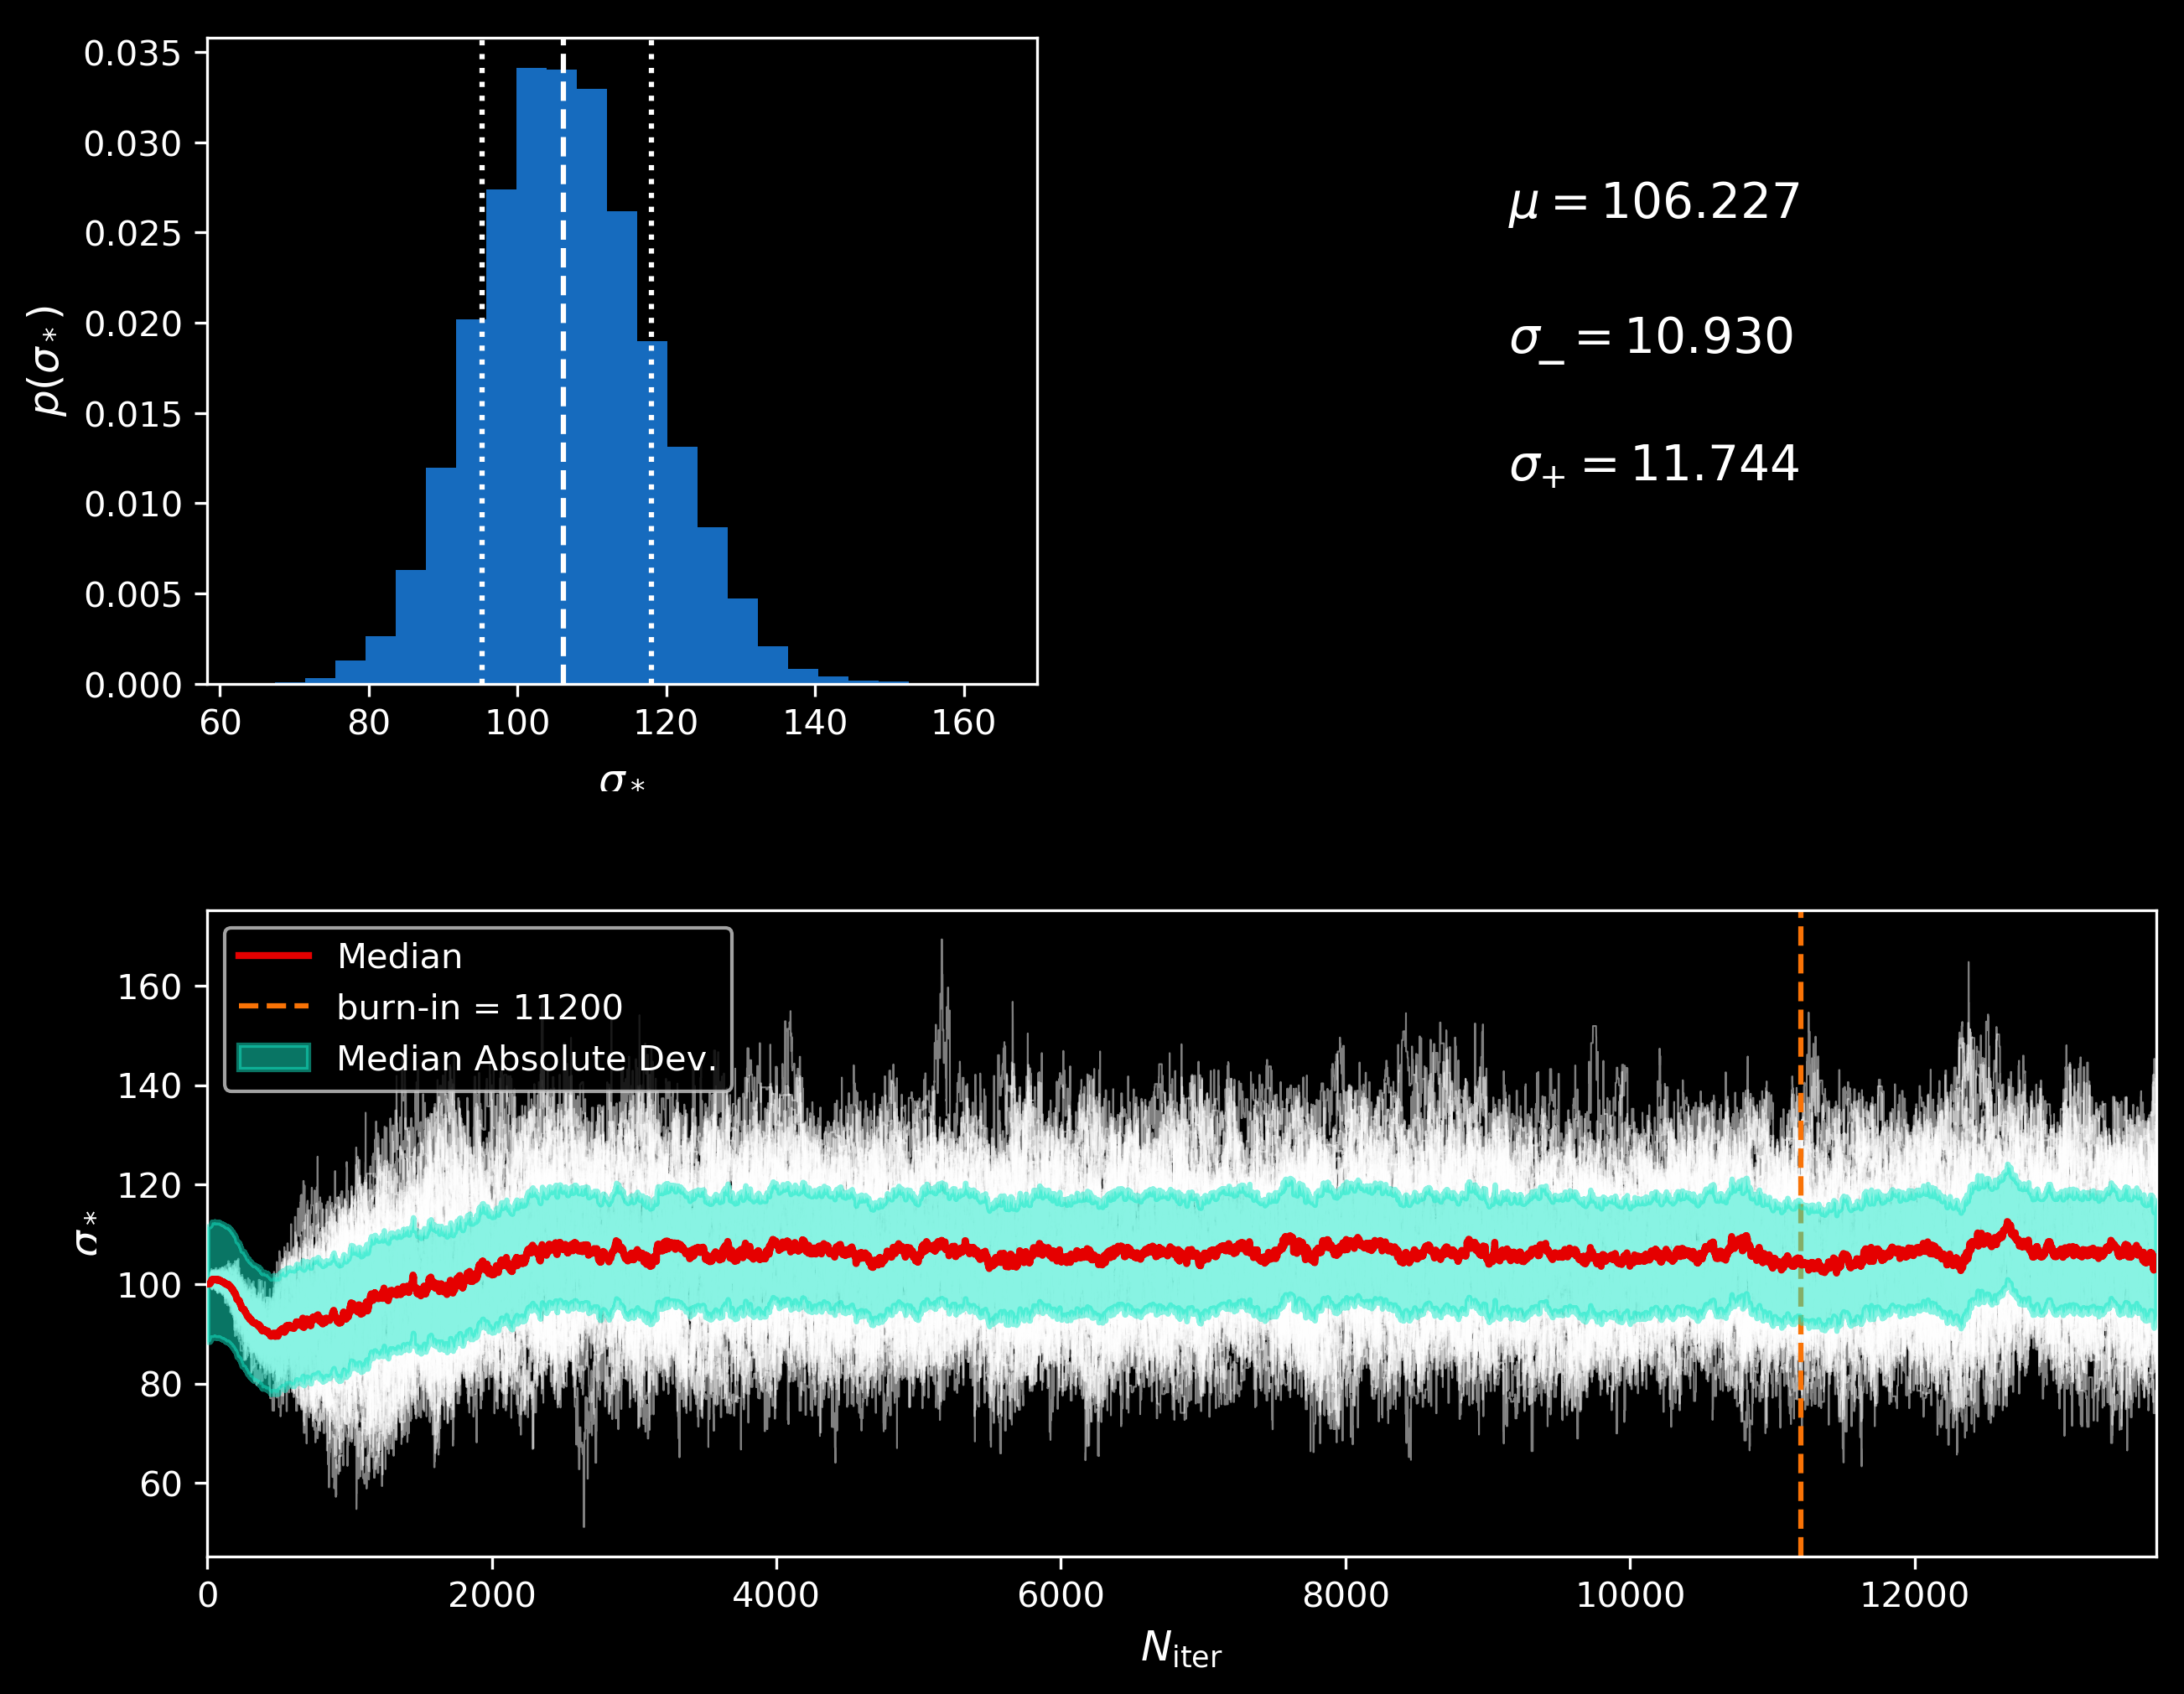 0.035
0.030
0.025
0.020
0.015
0.010
0.005
0.000
p(σ*)
60 80 100 120 140 160
σ*
μ = 106.227
σ_ = 10.930
σ+ = 11.744
Median
burn-in = 11200
Median Absolute Dev.
160
140
120
100
80
60
σ*
0 2000 4000 6000 8000 10000 12000
Niter